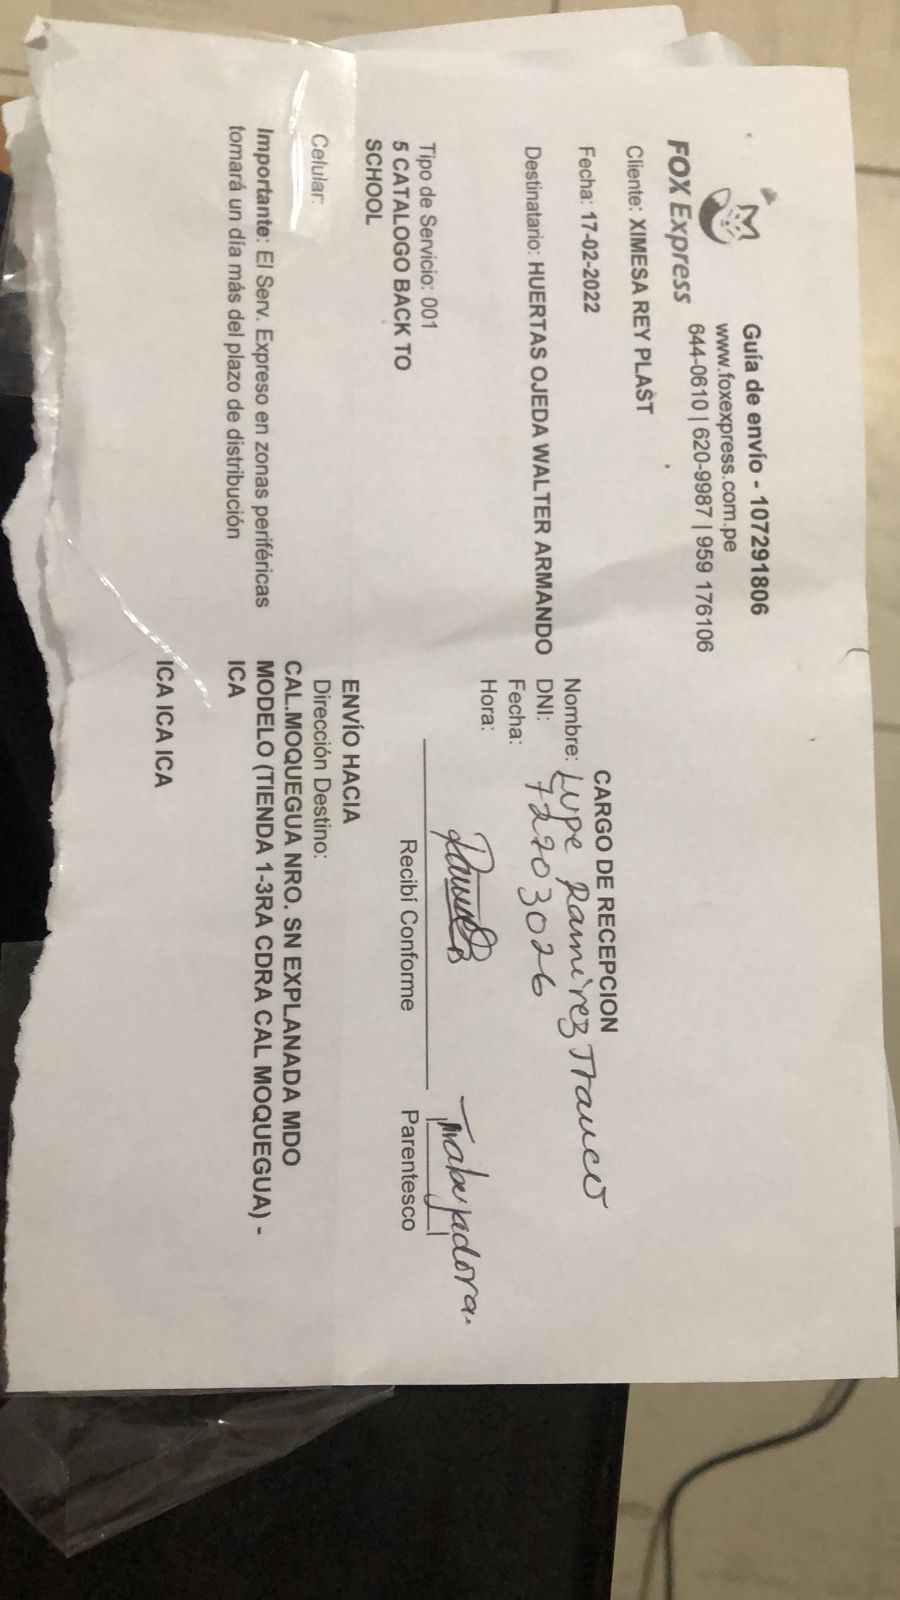 FOX Express
Guía de envío - 107291806
www.foxexpress.com.pe
644-0610 | 620-9987 | 959 176106
Cliente: XIMESA REY PLAST
Fecha: 17-02-2022
Destinatario: HUERTAS OJEDA WALTER ARMANDO
Tipo de Servicio: 001
5 CATALOGO BACK TO
SCHOOL
Celular:
Importante: El Serv. Expreso en zonas periféricas
tomará un día más del plazo de distribución
CARGO DE RECEPCION
Nombre: Lupe Ramirez Tranco
DNI: 72703026
Fecha:
Hora:
Trabajadora.
Recibí Conforme Parentesco
ENVÍO HACIA
Dirección Destino:
CAL.MOQUEGUA NRO. SN EXPLANADA MDO
MODELO (TIENDA 1-3RA CDRA CAL MOQUEGUA) -
ICA
ICA ICA ICA